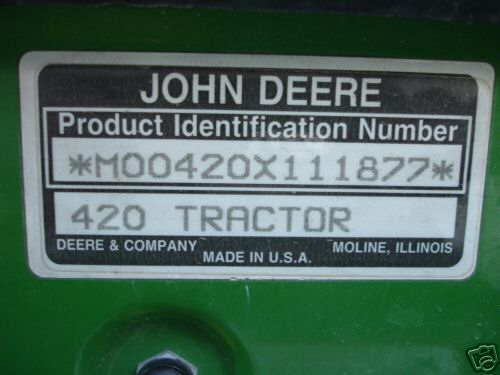 JOHN DEERE
Product Identification Number
*M00420X111877*
420 TRACTOR
DEERE & COMPANY MOLINE, ILLINOIS
MADE IN U.S.A.